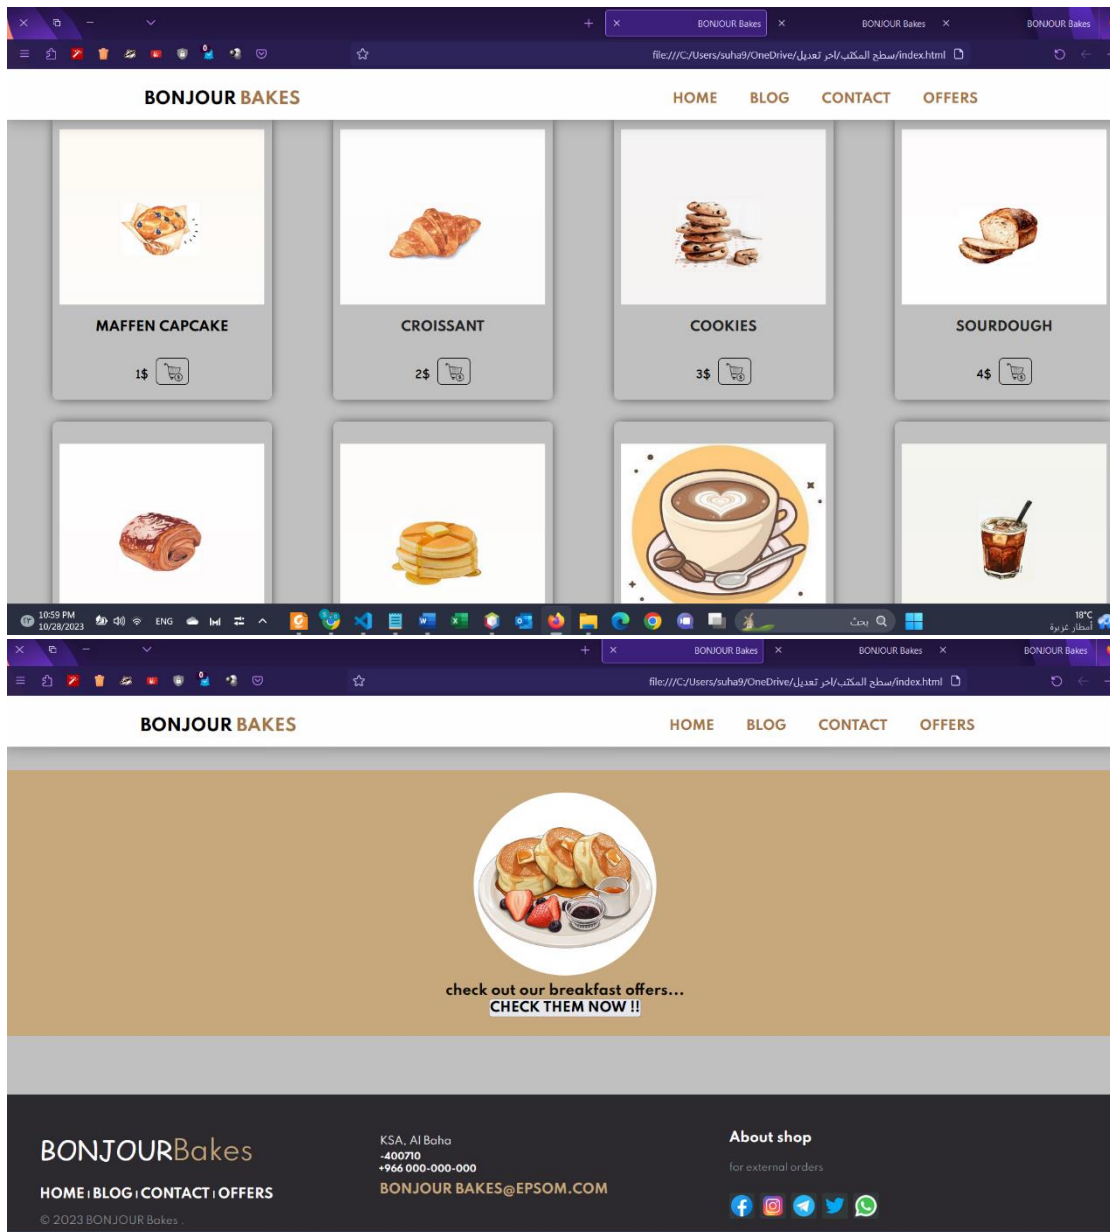 BONJOUR Bakes
BONJOUR Bakes
BONJOUR Bakes
file:///C:/Users/suha9/OneDrive/سطح المكتب/اخر تعديل/index.html
BONJOUR BAKES
HOME BLOG CONTACT OFFERS
MAFFEN CAPCAKE
CROISSANT
COOKIES
SOURDOUGH
1$
2$
3$
4$
10:59 PM
10/28/2023
ENG
بحث
18°C
أمطار غزيرة
BONJOUR Bakes
BONJOUR Bakes
BONJOUR Bakes
file:///C:/Users/suha9/OneDrive/سطح المكتب/اخر تعديل/index.html
BONJOUR BAKES
HOME BLOG CONTACT OFFERS
check out our breakfast offers...
CHECK THEM NOW !!
BONJOURBakes
HOME | BLOG | CONTACT | OFFERS
© 2023 BONJOUR Bakes .
KSA, Al Baha
-400710
+966 000-000-000
BONJOUR BAKES@EPSOM.COM
About shop
for external orders